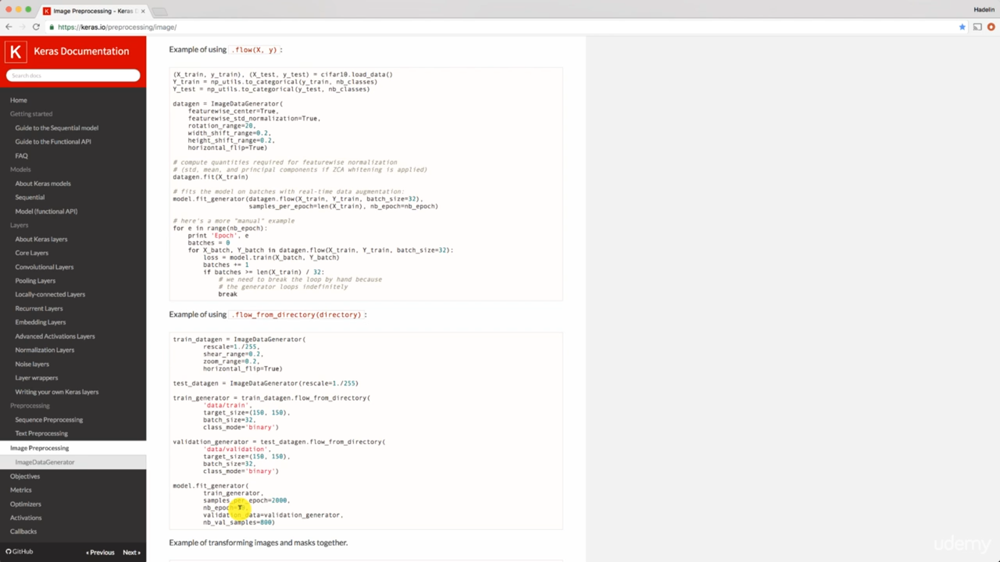 Image Preprocessing - Keras D
Hadelin
https://keras.io/preprocessing/image/
K
Keras Documentation
Search docs
Home
Getting started
Guide to the Sequential model
Guide to the Functional API
FAQ
Models
About Keras models
Sequential
Model (functional API)
Layers
About Keras layers
Core Layers
Convolutional Layers
Pooling Layers
Locally-connected Layers
Recurrent Layers
Embedding Layers
Advanced Activations Layers
Normalization Layers
Noise layers
Layer wrappers
Writing your own Keras layers
Preprocessing
Sequence Preprocessing
Text Preprocessing
Image Preprocessing
ImageDataGenerator
Objectives
Metrics
Optimizers
Activations
Callbacks
GitHub
« Previous
Next »
Example of using .flow(X, y) :
(X_train, y_train), (X_test, y_test) = cifar10.load_data()
Y_train = np_utils.to_categorical(y_train, nb_classes)
Y_test = np_utils.to_categorical(y_test, nb_classes)
datagen = ImageDataGenerator(
featurewise_center=True,
featurewise_std_normalization=True,
rotation_range=20,
width_shift_range=0.2,
height_shift_range=0.2,
horizontal_flip=True)
# compute quantities required for featurewise normalization
# (std, mean, and principal components if ZCA whitening is applied)
datagen.fit(X_train)
# fits the model on batches with real-time data augmentation:
model.fit_generator(datagen.flow(X_train, Y_train, batch_size=32),
samples_per_epoch=len(X_train), nb_epoch=nb_epoch)
# here's a more "manual" example
for e in range(nb_epoch):
print 'Epoch', e
batches = 0
for X_batch, Y_batch in datagen.flow(X_train, Y_train, batch_size=32):
loss = model.train(X_batch, Y_batch)
batches += 1
if batches >= len(X_train) / 32:
# we need to break the loop by hand because
# the generator loops indefinitely
break
Example of using .flow_from_directory(directory) :
train_datagen = ImageDataGenerator(
rescale=1./255,
shear_range=0.2,
zoom_range=0.2,
horizontal_flip=True)
test_datagen = ImageDataGenerator(rescale=1./255)
train_generator = train_datagen.flow_from_directory(
'data/train',
target_size=(150, 150),
batch_size=32,
class_mode='binary')
validation_generator = test_datagen.flow_from_directory(
'data/validation',
target_size=(150, 150),
batch_size=32,
class_mode='binary')
model.fit_generator(
train_generator,
samples_per_epoch=2000,
validation_data=validation_generator,
nb_val_samples=800)
Example of transforming images and masks together.
udemy